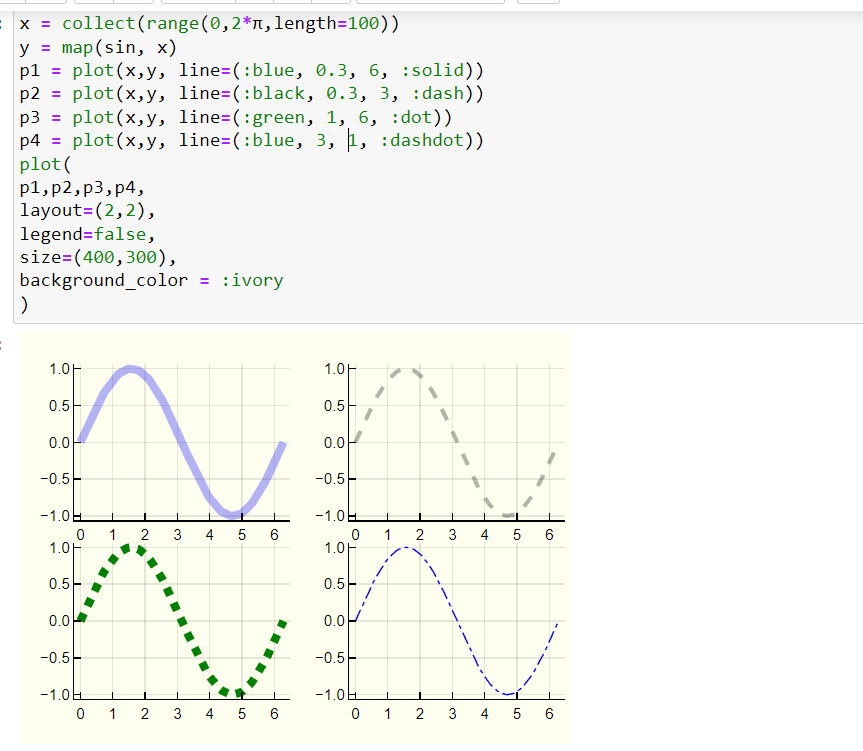 x = collect(range(0,2*π,length=100))
y = map(sin, x)
p1 = plot(x,y, line=(:blue, 0.3, 6, :solid))
p2 = plot(x,y, line=(:black, 0.3, 3, :dash))
p3 = plot(x,y, line=(:green, 1, 6, :dot))
p4 = plot(x,y, line=(:blue, 3, 1, :dashdot))
plot(
p1,p2,p3,p4,
layout=(2,2),
legend=false,
size=(400,300),
background_color = :ivory
)
1.0
0.5
0.0
−0.5
−1.0
0 1 2 3 4 5 6
1.0
0.5
0.0
−0.5
−1.0
0 1 2 3 4 5 6
1.0
0.5
0.0
−0.5
−1.0
0 1 2 3 4 5 6
1.0
0.5
0.0
−0.5
−1.0
0 1 2 3 4 5 6